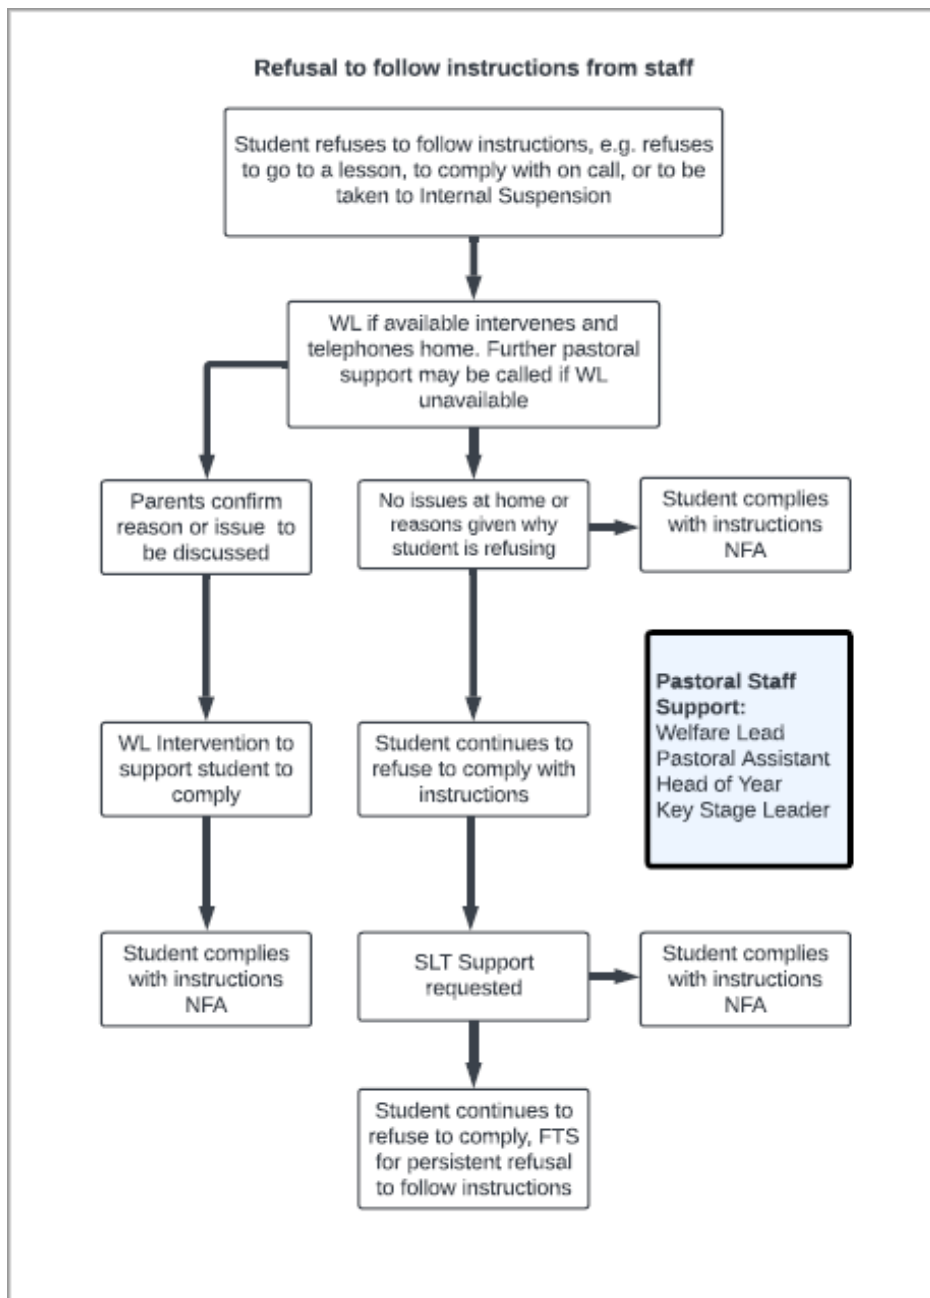 Refusal to follow instructions from staff
Student refuses to follow instructions, e.g. refuses
to go to a lesson, to comply with on call, or to be
taken to Internal Suspension
WL if available intervenes and
telephones home. Further pastoral
support may be called if WL
unavailable
Parents confirm
reason or issue to
be discussed
No issues at home or
reasons given why
student is refusing
Student complies
with instructions
NFA
Pastoral Staff
Support:
Welfare Lead
Pastoral Assistant
Head of Year
Key Stage Leader
WL Intervention to
support student to
comply
Student continues to
refuse to comply with
instructions
Student complies
with instructions
NFA
SLT Support
requested
Student complies
with instructions
NFA
Student continues to
refuse to comply, FTS
for persistent refusal
to follow instructions